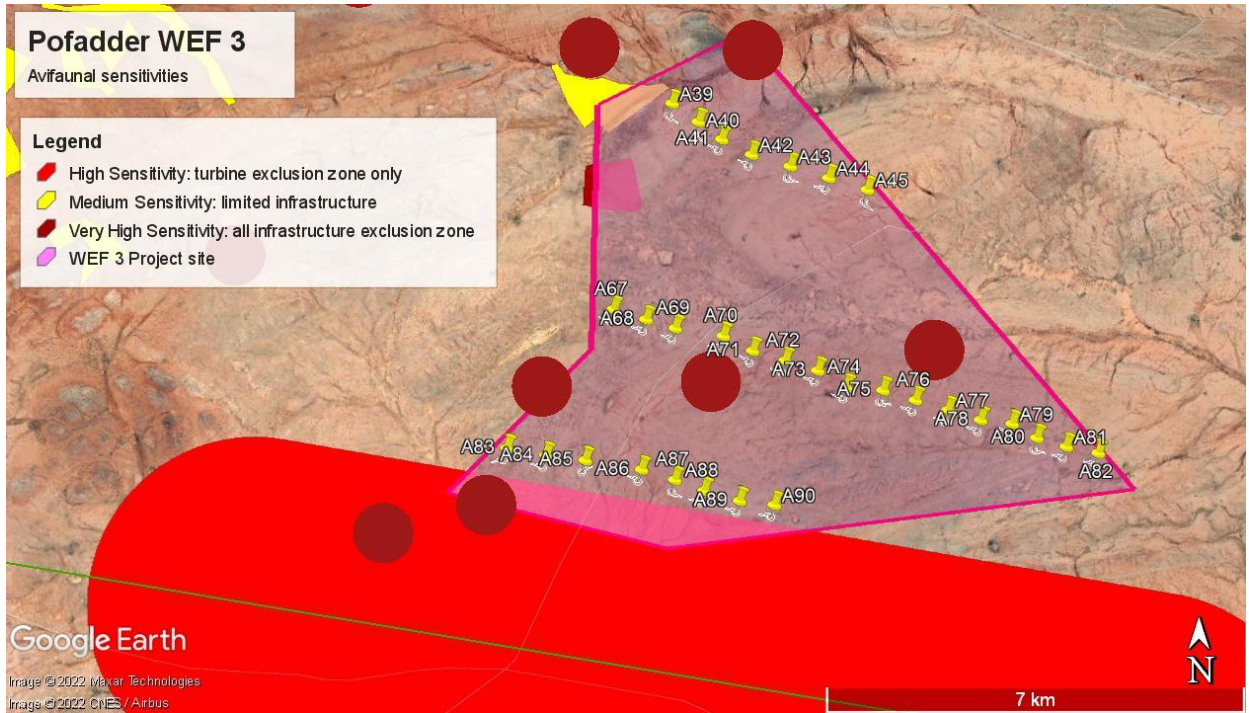 Pofadder WEF 3
Avifaunal sensitivities
Legend
High Sensitivity: turbine exclusion zone only
Medium Sensitivity: limited infrastructure
Very High Sensitivity: all infrastructure exclusion zone
WEF 3 Project site
A39
A40
A41
A42
A43
A44
A45
A67
A68
A69
A70
A71
A72
A73
A74
A75
A76
A77
A78
A79
A80
A81
A82
A83
A84
A85
A86
A87
A88
A89
A90
Google Earth
Image © 2022 Maxar Technologies
Image © 2022 CNES / Airbus
N
7 km